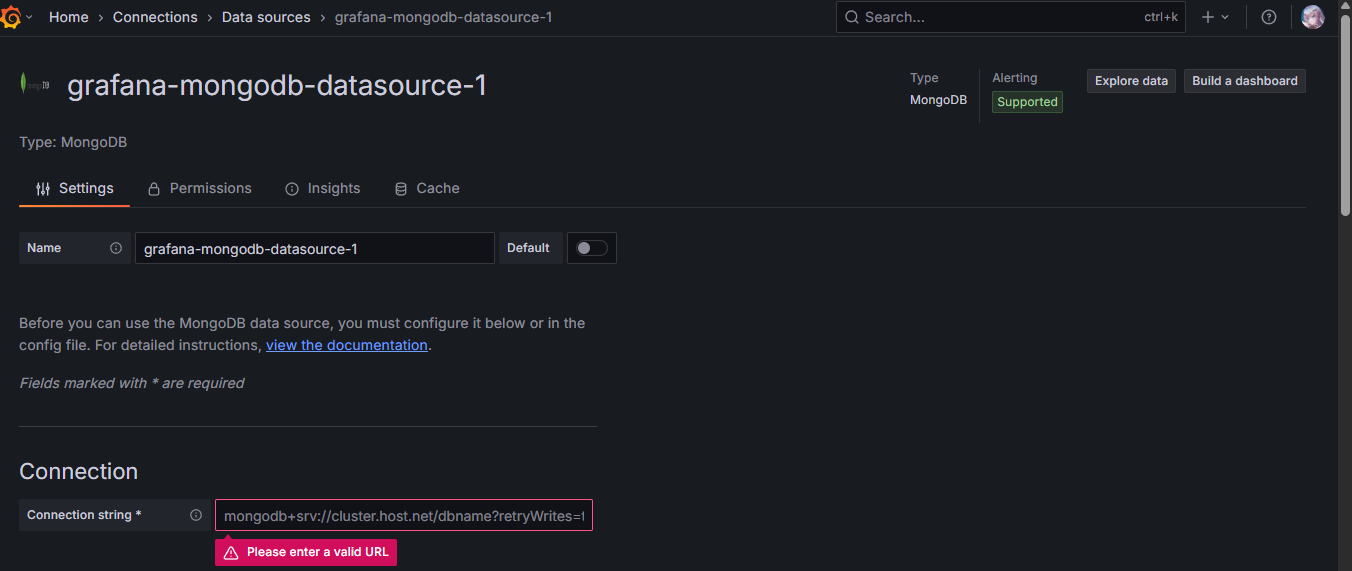 Home > Connections > Data sources > grafana-mongodb-datasource-1
Search... ctrl+k
grafana-mongodb-datasource-1
Type
MongoDB
Alerting
Supported
Explore data
Build a dashboard
Type: MongoDB
Settings Permissions Insights Cache
Name grafana-mongodb-datasource-1 Default
Before you can use the MongoDB data source, you must configure it below or in the
config file. For detailed instructions, view the documentation.
Fields marked with * are required
Connection
Connection string * mongodb+srv://cluster.host.net/dbname?retryWrites=
Please enter a valid URL